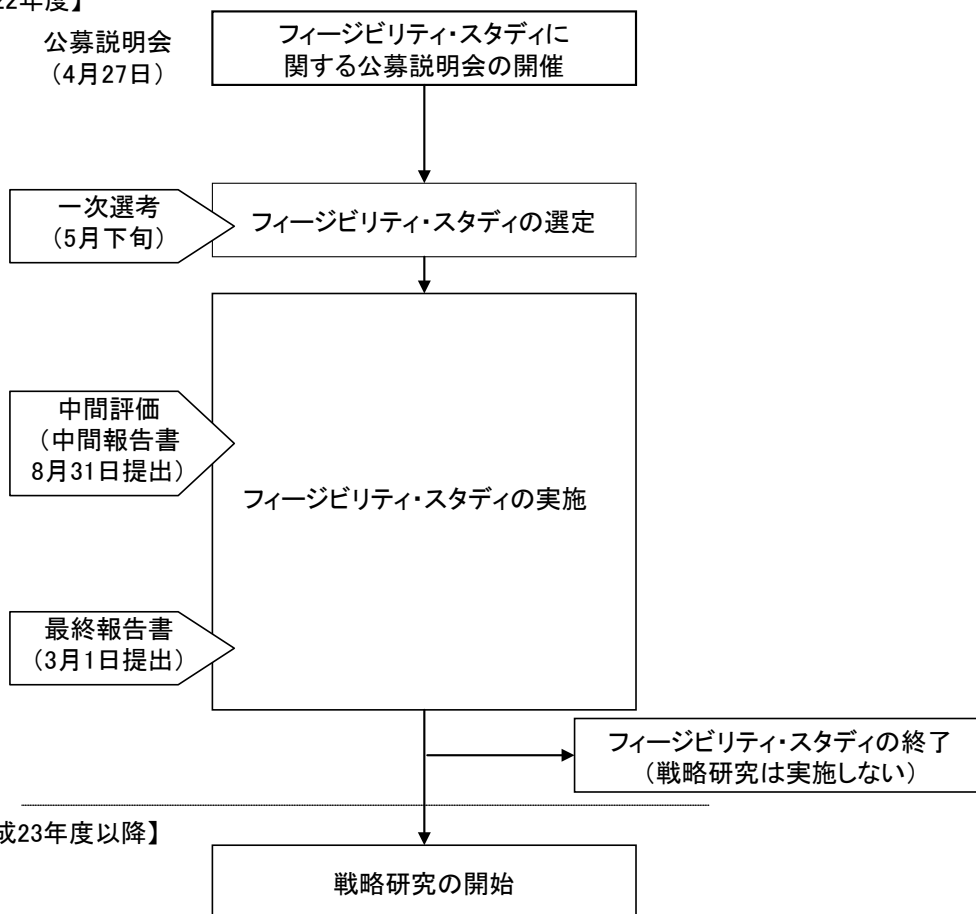 22年度】
公募説明会
（4月27日）
フィージビリティ・スタディに
関する公募説明会の開催
一次選考
（5月下旬）
フィージビリティ・スタディの選定
中間評価
（中間報告書
8月31日提出）
フィージビリティ・スタディの実施
最終報告書
（3月1日提出）
フィージビリティ・スタディの終了
（戦略研究は実施しない）
成23年度以降】
戦略研究の開始